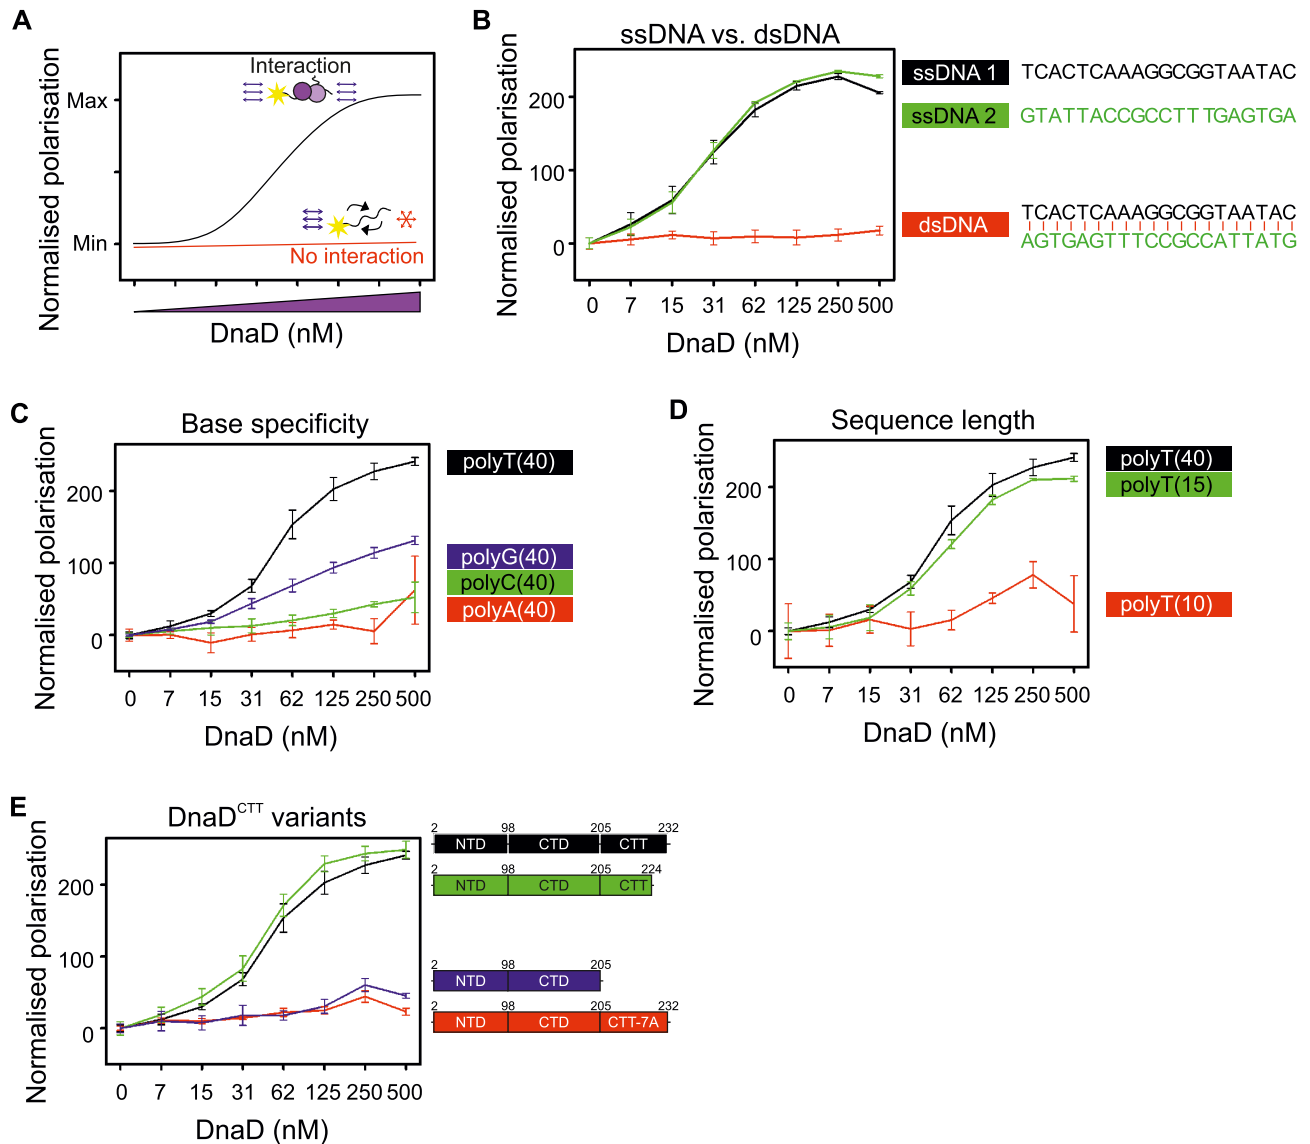 A
Normalised polarisation
Max
Min
Interaction
No interaction
DnaD (nM)
B
ssDNA vs. dsDNA
Normalised polarisation
200
100
0
0 7 15 31 62 125 250 500
DnaD (nM)
ssDNA 1 TCACTCAAAGGCGGTAATAC
ssDNA 2 GTATTACCGCCTTTGAGTGA
dsDNA
TCACTCAAAGGCGGTAATAC
AGTGAGTTTCCGCCATTATG
C
Base specificity
Normalised polarisation
200
100
0
0 7 15 31 62 125 250 500
DnaD (nM)
polyT(40)
polyG(40)
polyC(40)
polyA(40)
D
Sequence length
Normalised polarisation
200
100
0
0 7 15 31 62 125 250 500
DnaD (nM)
polyT(40)
polyT(15)
polyT(10)
E
DnaD^CTT variants
Normalised polarisation
200
100
0
0 7 15 31 62 125 250 500
DnaD (nM)
2 98 205 232
NTD CTD CTT
2 98 205 224
NTD CTD CTT
2 98 205
NTD CTD
2 98 205 232
NTD CTD CTT-7A